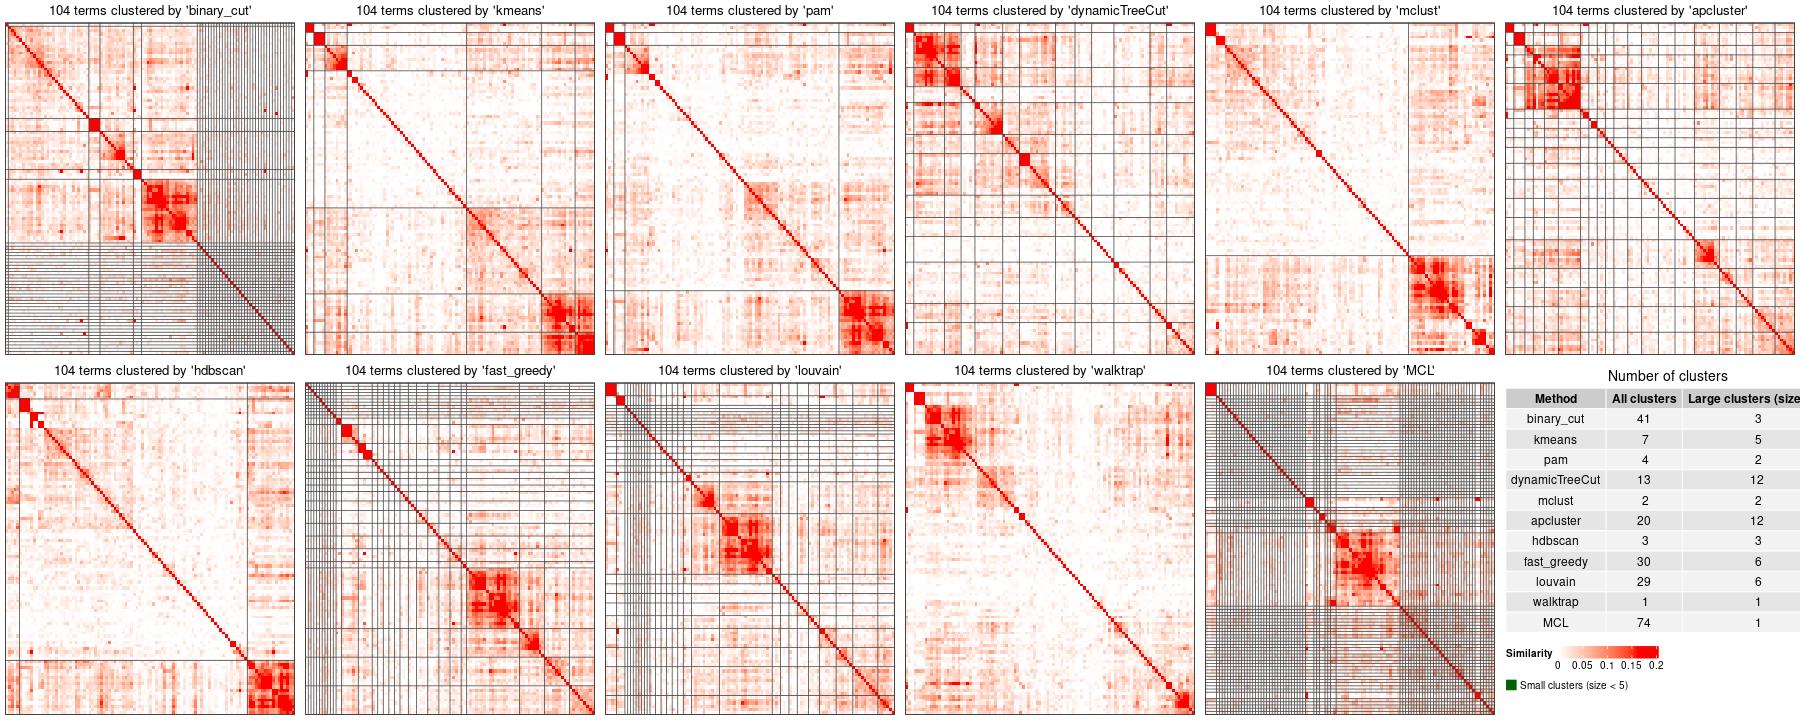 104 terms clustered by 'binary_cut'
104 terms clustered by 'kmeans'
104 terms clustered by 'pam'
104 terms clustered by 'dynamicTreeCut'
104 terms clustered by 'mclust'
104 terms clustered by 'apcluster'
104 terms clustered by 'hdbscan'
104 terms clustered by 'fast_greedy'
104 terms clustered by 'louvain'
104 terms clustered by 'walktrap'
104 terms clustered by 'MCL'
Number of clusters
Method All clusters Large clusters (size
binary_cut 41 3
kmeans 7 5
pam 4 2
dynamicTreeCut 13 12
mclust 2 2
apcluster 20 12
hdbscan 3 3
fast_greedy 30 6
louvain 29 6
walktrap 1 1
MCL 74 1
Similarity
0 0.05 0.1 0.15 0.2
Small clusters (size < 5)